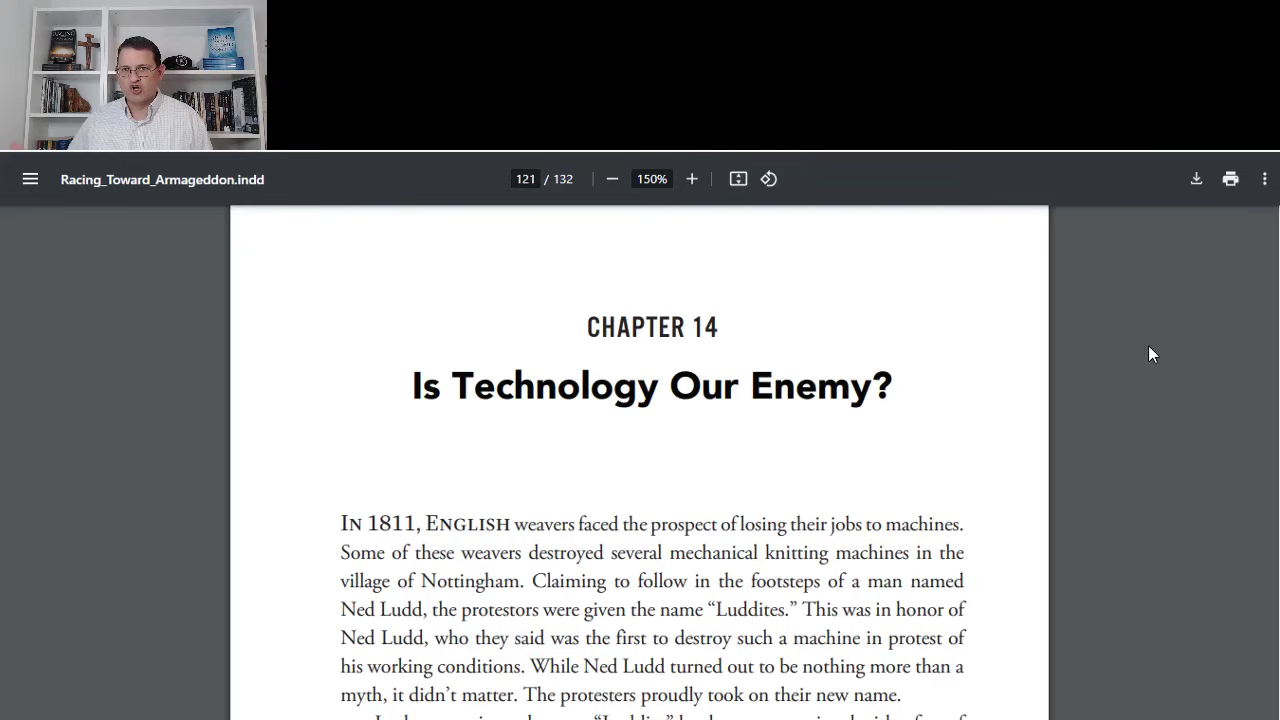 Racing_Toward_Armageddon.indd
121 / 132
150%
CHAPTER 14
Is Technology Our Enemy?
IN 1811, ENGLISH weavers faced the prospect of losing their jobs to machines.
Some of these weavers destroyed several mechanical knitting machines in the
village of Nottingham. Claiming to follow in the footsteps of a man named
Ned Ludd, the protestors were given the name “Luddites.” This was in honor of
Ned Ludd, who they said was the first to destroy such a machine in protest of
his working conditions. While Ned Ludd turned out to be nothing more than a
myth, it didn’t matter. The protesters proudly took on their new name.